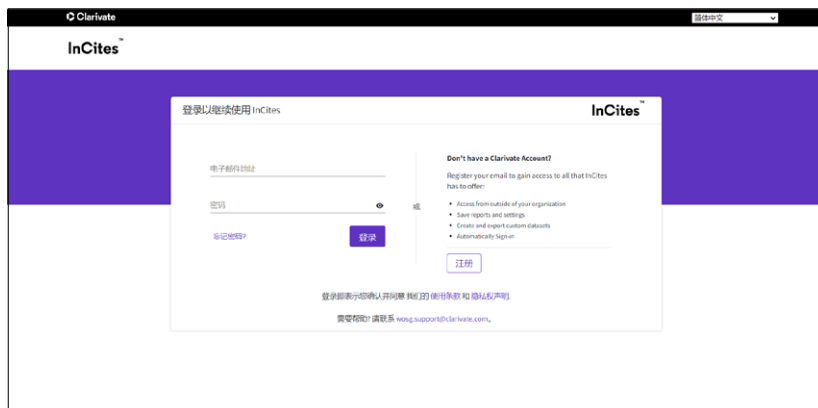 Clarivate
简体中文
InCites™
登录以继续使用 InCites
InCites™
电子邮件地址
密码
忘记密码?
登录
或
Don't have a Clarivate Account?
Register your email to gain access to all that InCites
has to offer:
• Access from outside of your organization
• Save reports and settings
• Create and export custom datasets
• Automatically Sign-in
注册
登录即表示您确认并同意我们的 使用条款 和 隐私权声明.
需要帮助? 请联系 wosg.support@clarivate.com。